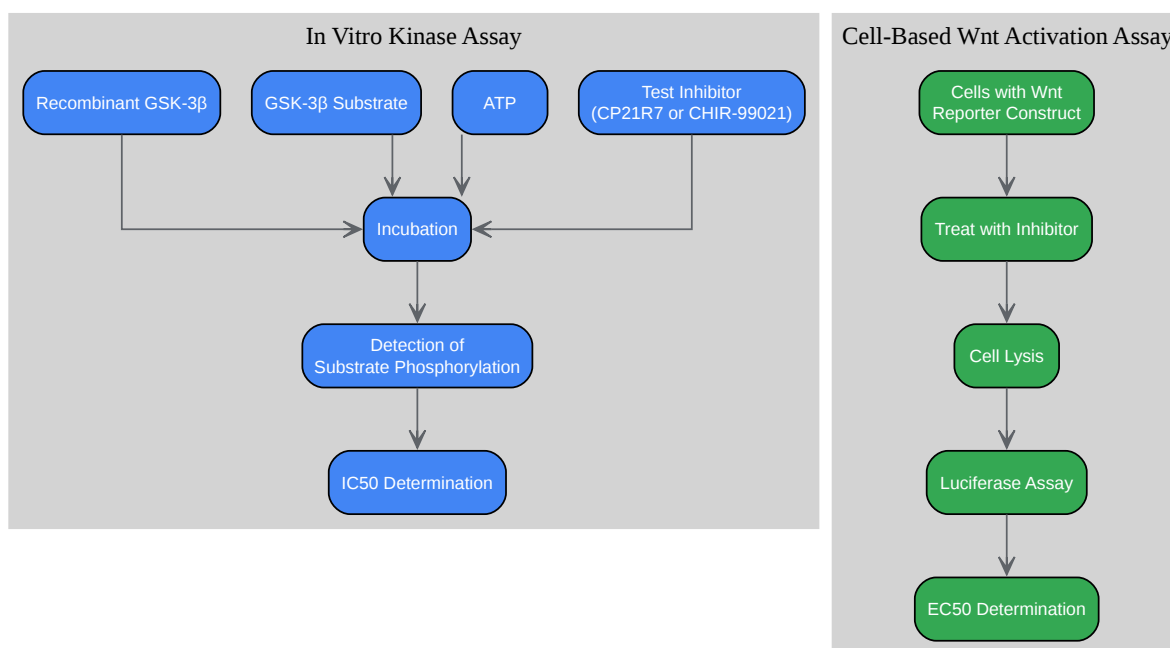 In Vitro Kinase Assay
Recombinant GSK-3β
GSK-3β Substrate
ATP
Test Inhibitor
(CP21R7 or CHIR-99021)
Incubation
Detection of
Substrate Phosphorylation
IC50 Determination
Cell-Based Wnt Activation Assay
Cells with Wnt
Reporter Construct
Treat with Inhibitor
Cell Lysis
Luciferase Assay
EC50 Determination